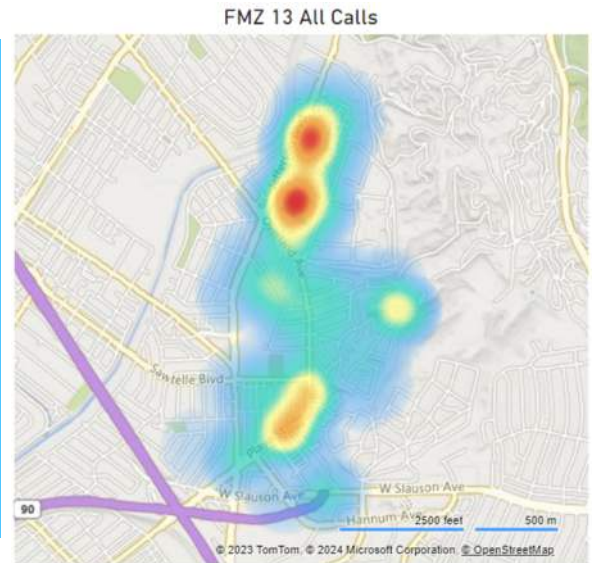 FMZ 13 All Calls
Sawtelle Blvd
W Slauson Ave
W Slauson Ave
90
Hannum Ave
2500 feet
500 m
© 2023 TomTom, © 2024 Microsoft Corporation, © OpenStreetMap